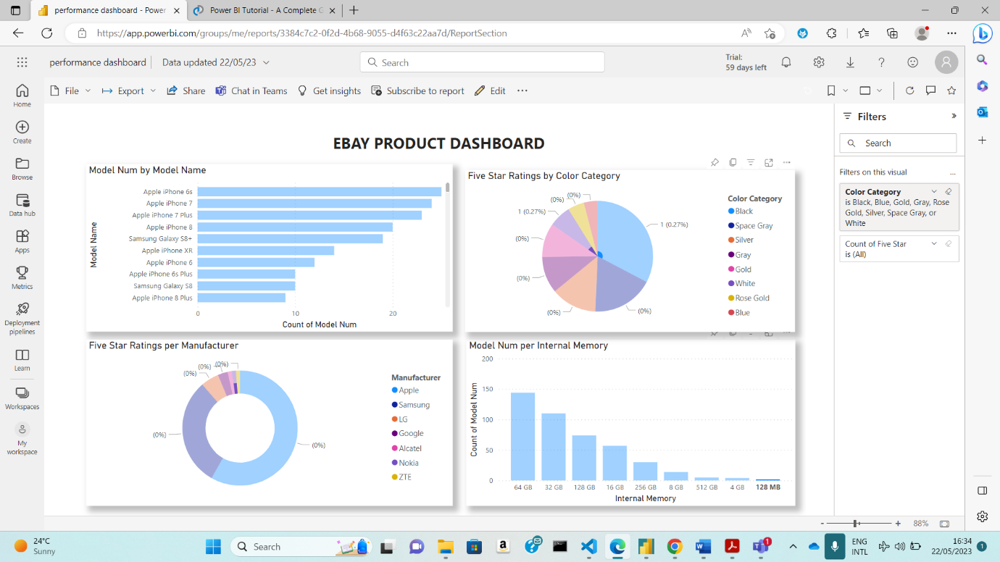 performance dashboard - Power
Power BI Tutorial - A Complete G
https://app.powerbi.com/groups/me/reports/3384c7c2-0f2d-4b68-9055-d4f63c22aa7d/ReportSection
performance dashboard
Data updated 22/05/23
Search
Trial:
59 days left
File
Export
Share
Chat in Teams
Get insights
Subscribe to report
Edit
Home
Create
Browse
Data hub
Apps
Metrics
Deployment
pipelines
Learn
Workspaces
My
workspace
EBAY PRODUCT DASHBOARD
Model Num by Model Name
Model Name
Apple iPhone 6s
Apple iPhone 7
Apple iPhone 7 Plus
Apple iPhone 8
Samsung Galaxy S8+
Apple iPhone XR
Apple iPhone 6
Apple iPhone 6s Plus
Samsung Galaxy S8
Apple iPhone 8 Plus
0 10 20
Count of Model Num
Five Star Ratings by Color Category
(0%)
(0%)
1 (0.27%)
1 (0.27%)
(0%)
(0%)
(0%)
(0%)
Color Category
Black
Space Gray
Silver
Gray
Gold
White
Rose Gold
Blue
Five Star Ratings per Manufacturer
(0%)
(0%)
(0%)
(0%)
(0%)
Manufacturer
Apple
Samsung
LG
Google
Alcatel
Nokia
ZTE
Model Num per Internal Memory
Count of Model Num
200
150
100
50
0
64 GB 32 GB 128 GB 16 GB 256 GB 8 GB 512 GB 4 GB 128 MB
Internal Memory
Filters
Search
Filters on this visual
Color Category
is Black, Blue, Gold, Gray, Rose
Gold, Silver, Space Gray, or
White
Count of Five Star
is (All)
88%
24°C
Sunny
Search
1
ENG
INTL
16:34
22/05/2023
1